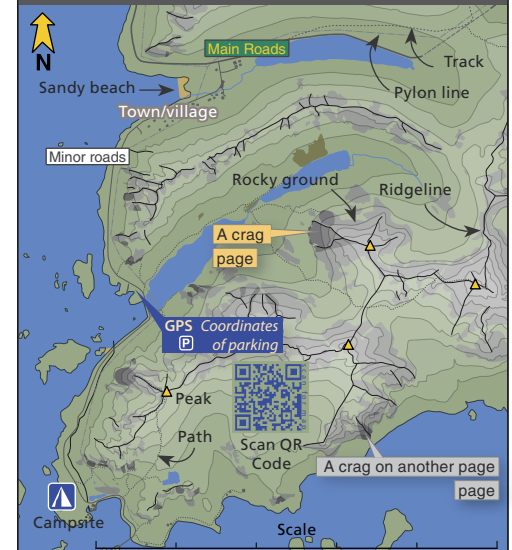 Main Roads
N
Track
Sandy beach
Pylon line
Town/village
Minor roads
Rocky ground
Ridgeline
A crag
page
GPS Coordinates
P of parking
Peak
Path
Scan QR
Code
A crag on another page
page
Campsite
Scale